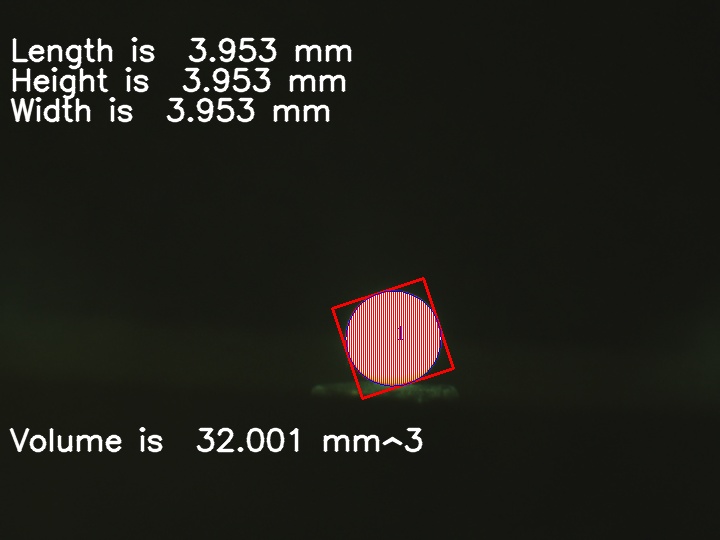 Length is 3.953 mm
Height is 3.953 mm
Width is 3.953 mm
1
Volume is 32.001 mm^3